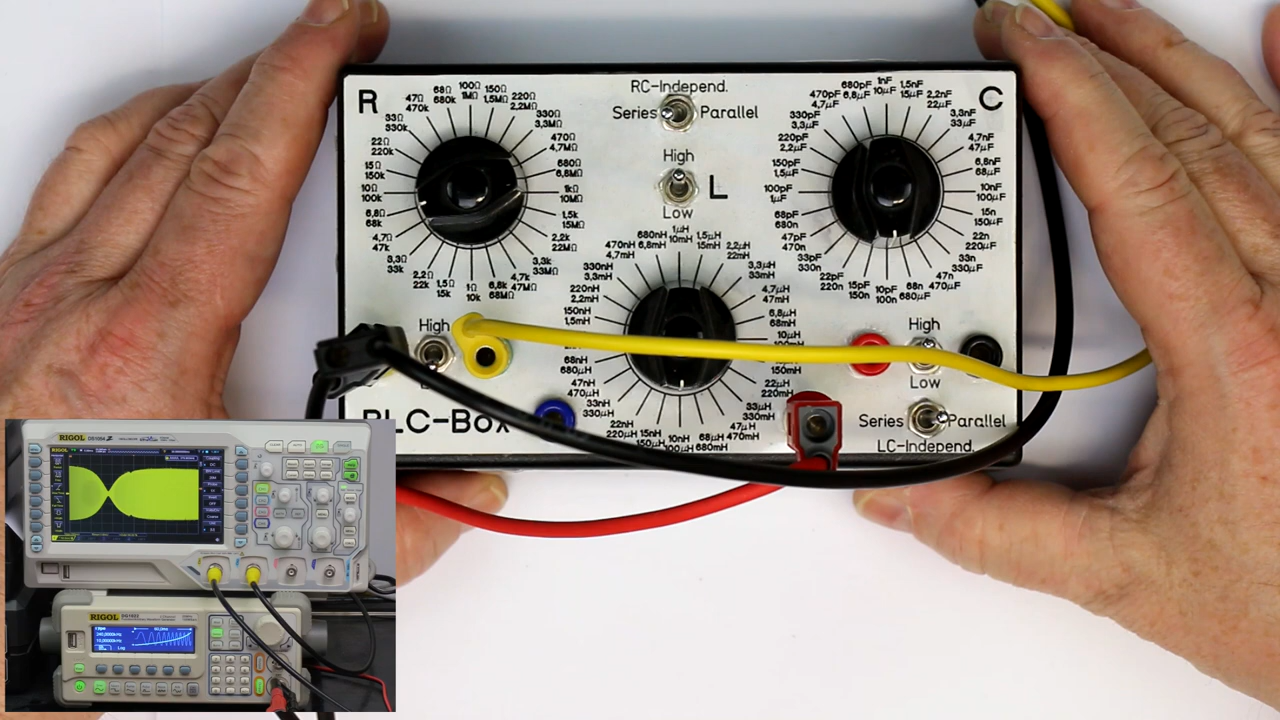 R
RC-Independ.
Series
Parallel
C
High
L
Low
47Ω
470k
68Ω
680k
100Ω
1MΩ
150Ω
1,5MΩ
220Ω
2,2MΩ
330Ω
3,3MΩ
470Ω
4,7MΩ
680Ω
6,8MΩ
1kΩ
10MΩ
1,5k
15MΩ
2,2k
22MΩ
3,3k
33MΩ
4,7k
47MΩ
6,8k
68MΩ
1Ω
10k
1,5Ω
15k
2,2Ω
22k
3,3Ω
33k
4,7Ω
47k
6,8Ω
68k
10Ω
100k
15Ω
150k
22Ω
220k
33Ω
330k
680pF
6,8µF
1nF
10µF
1,5nF
15µF
2,2nF
22µF
3,3nF
33µF
4,7nF
47µF
6,8nF
68µF
10nF
100µF
15n
150µF
22n
220µF
33n
330µF
47n
470µF
68n
680µF
10pF
100n
15pF
150n
22pF
220n
33pF
330n
47pF
470n
68pF
680n
100pF
1µF
150pF
1,5µF
220pF
2,2µF
330pF
3,3µF
470pF
4,7µF
680nH
6,8mH
1µH
10mH
1,5µH
15mH
2,2µH
22mH
3,3µH
33mH
4,7µH
47mH
6,8µH
68mH
10µH
150mH
22µH
220mH
33µH
330mH
47µH
470mH
68µH
680mH
10nH
100µH
15nH
150µH
22nH
220µH
33nH
330µH
47nH
470µH
68nH
680µH
150nH
1,5mH
220nH
2,2mH
330nH
3,3mH
470nH
4,7mH
High
High
Low
RLC-Box
Series
Parallel
LC-Independ.
RIGOL
RIGOL DG1022
Log